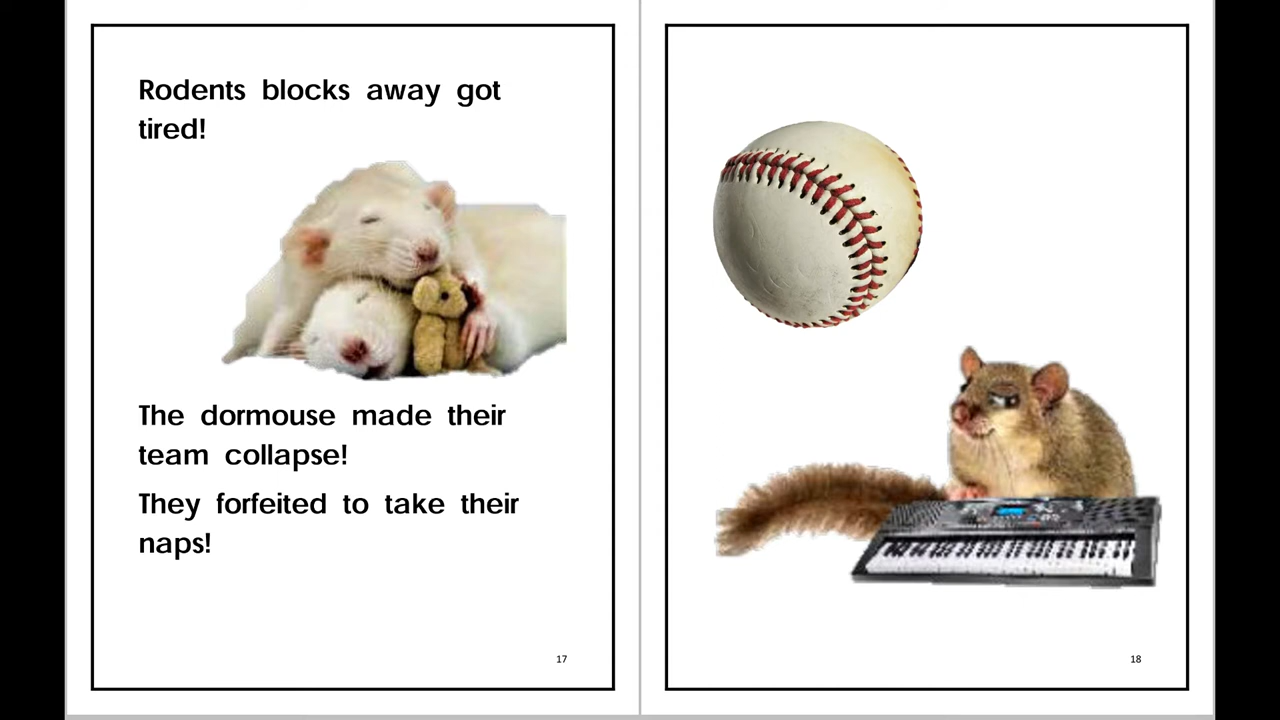 Rodents blocks away got
tired!
The dormouse made their
team collapse!
They forfeited to take their
naps!
17
18